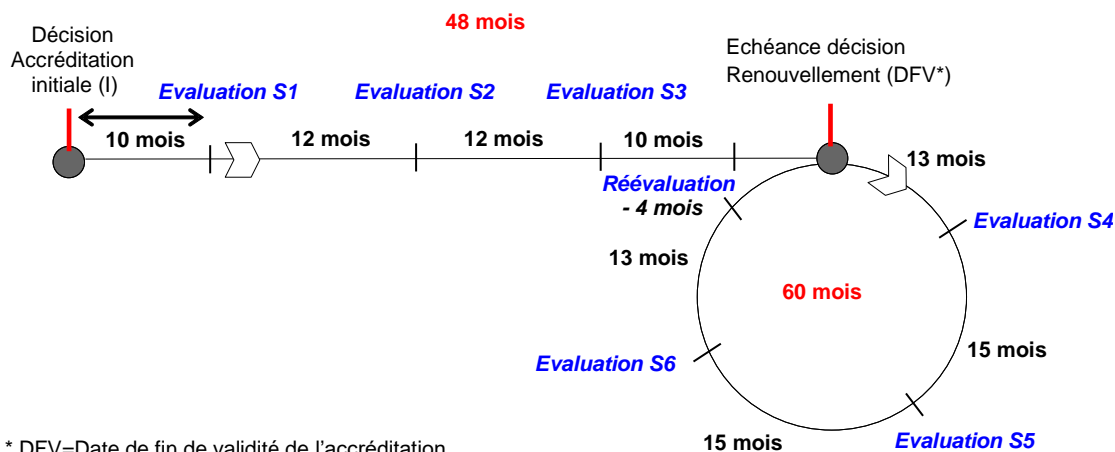 48 mois
Décision
Accréditation
initiale (I)
Echéance décision
Renouvellement (DFV*)
Evaluation S1
Evaluation S2
Evaluation S3
10 mois
12 mois
12 mois
10 mois
13 mois
Réévaluation
- 4 mois
Evaluation S4
13 mois
60 mois
15 mois
Evaluation S6
15 mois
Evaluation S5
* DFV=Date de fin de validité de l'accréditation